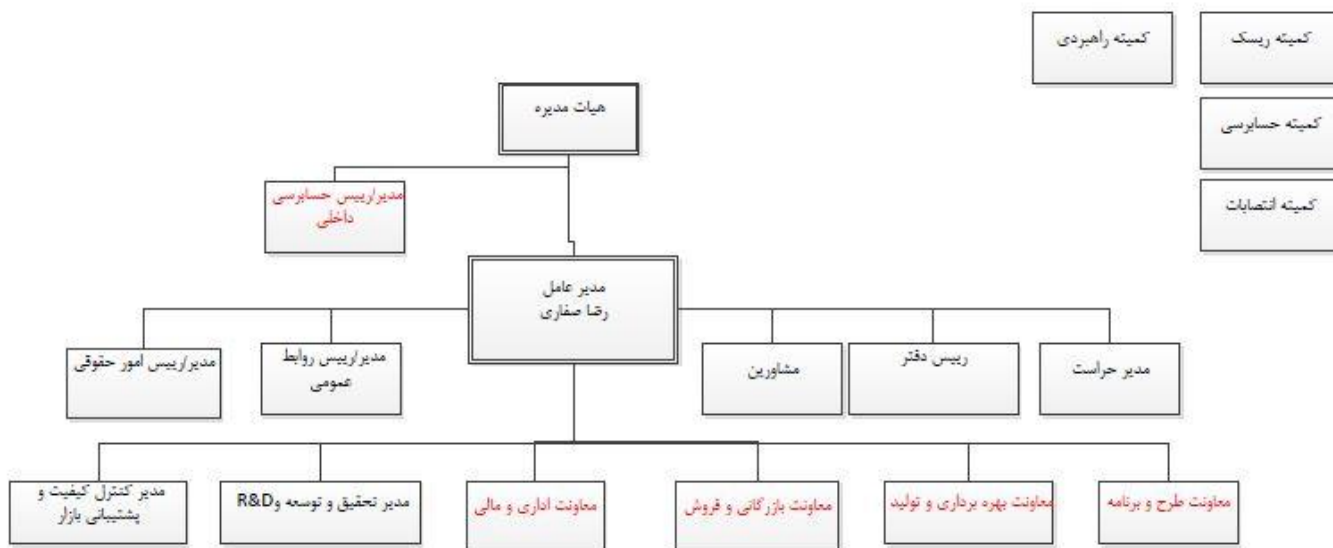 کمیته ریسک
کمیته راهبردی
هیات مدیره
کمیته حسابرسی
مدیر/رییس حسابرسی
داخلی
کمیته انتصابات
مدیر عامل
رضا صفاری
مدیر حراست
رییس دفتر
مشاورین
مدیر/رییس روابط
عمومی
مدیر/رییس امور حقوقی
معاونت طرح و برنامه
معاونت بهره برداری و تولید
معاونت بازرگانی و فروش
معاونت اداری و مالی
مدیر تحقیق و توسعه وR&D
مدیر کنترل کیفیت و
پشتیبانی بازار